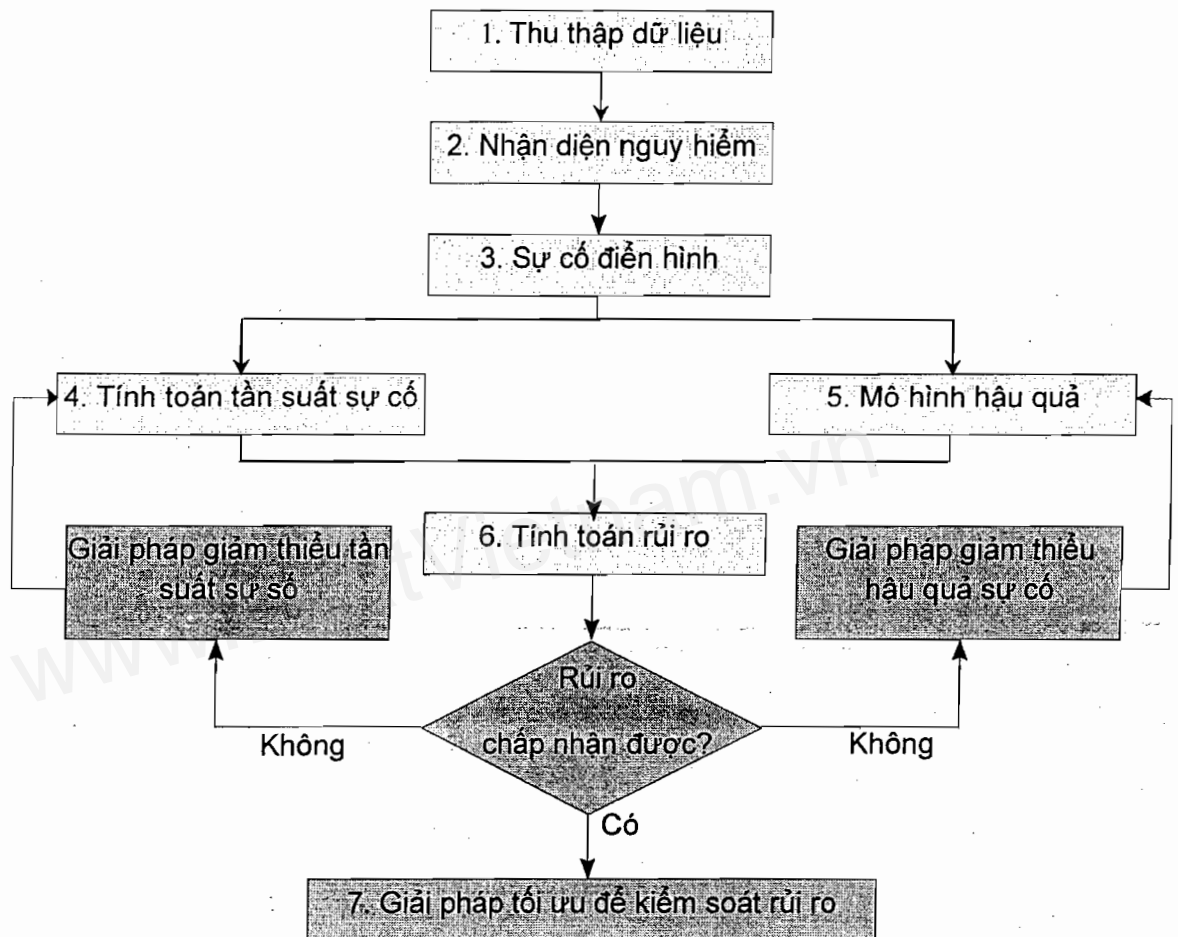 1. Thu thập dữ liệu
2. Nhận diện nguy hiểm
3. Sự cố điển hình
4. Tính toán tần suất sự cố
5. Mô hình hậu quả
6. Tính toán rủi ro
Giải pháp giảm thiểu tần
suất sự số
Giải pháp giảm thiểu
hậu quả sự cố
Rủi ro
chấp nhận được?
Không
Không
Có
7. Giải pháp tối ưu để kiểm soát rủi ro